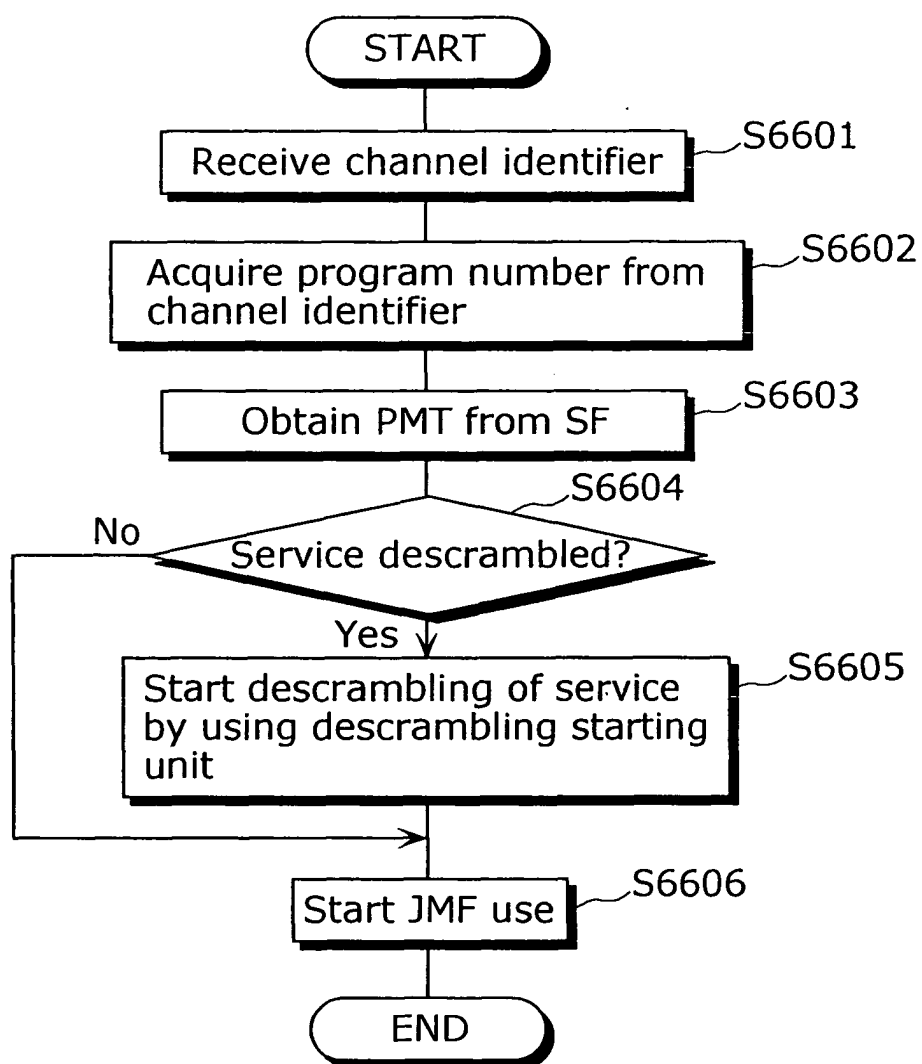 START
S6601
Receive channel identifier
S6602
Acquire program number from
channel identifier
S6603
Obtain PMT from SF
S6604
No
Service descrambled?
Yes
S6605
Start descrambling of service
by using descrambling starting
unit
S6606
Start JMF use
END